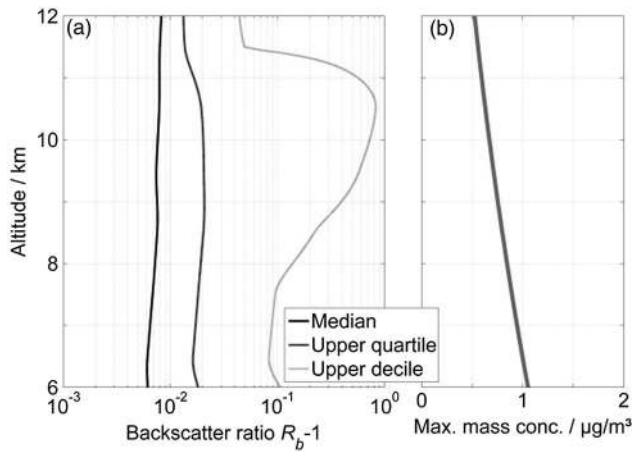 (a)
(b)
12
10
8
6
Altitude / km
Median
Upper quartile
Upper decile
10⁻³
10⁻²
10⁻¹
10⁰
0
1
2
Backscatter ratio R_b-1
Max. mass conc. / µg/m³